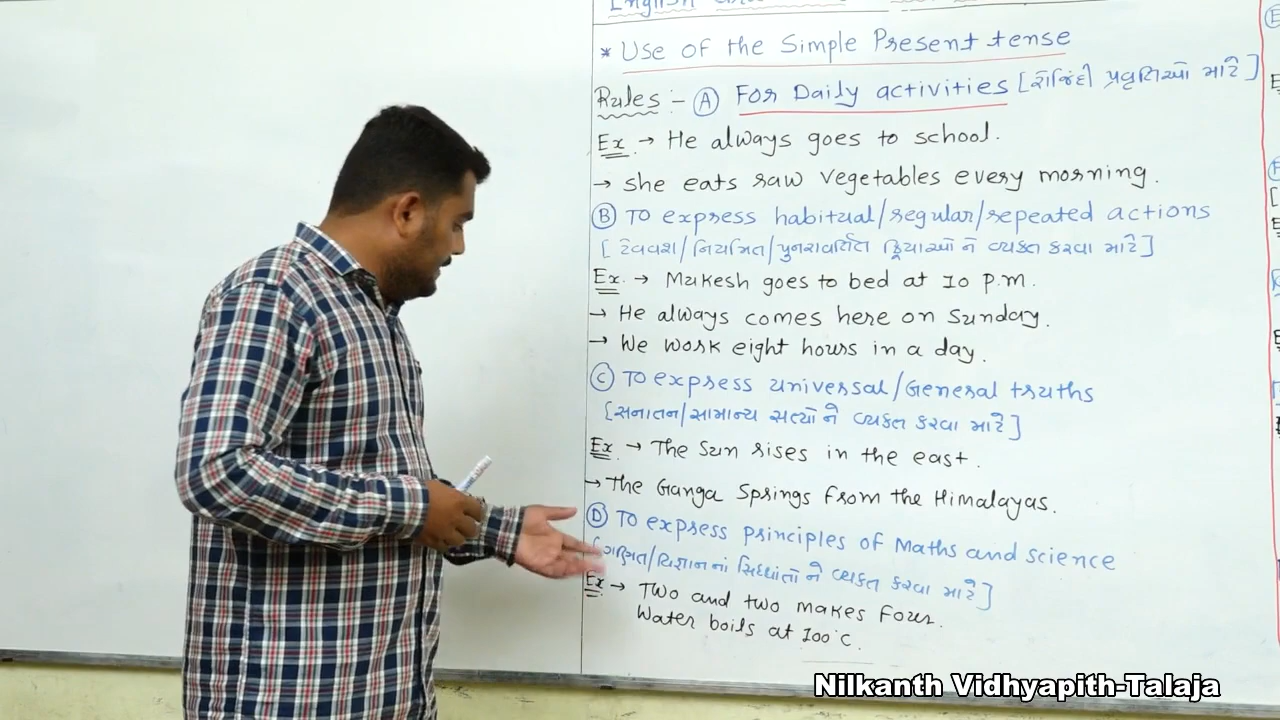 English
* Use of the Simple Present tense
Rules :- (A) For Daily activities [રોજિંદી પ્રવૃત્તિઓ માટે]
Ex → He always goes to school.
→ She eats raw vegetables every morning.
(B) To express habitual/regular/repeated actions
[ટેવવશ/નિયમિત/પુનરાવર્તિત ક્રિયાઓ ને વ્યક્ત કરવા માટે]
Ex. → Mukesh goes to bed at 10 p.m.
→ He always comes here on Sunday.
→ We work eight hours in a day.
(C) To express universal/General truths
[સનાતન/સામાન્ય સત્યો ને વ્યક્ત કરવા માટે]
Ex → The Sun rises in the east.
→ The Ganga Springs from the Himalayas.
(D) To express principles of Maths and science
[ગણિત/વિજ્ઞાન નાં સિધ્ધાંતો ને વ્યક્ત કરવા માટે]
Ex → Two and two makes Four.
Water boils at 100°C.
Nilkanth Vidhyapith-Talaja